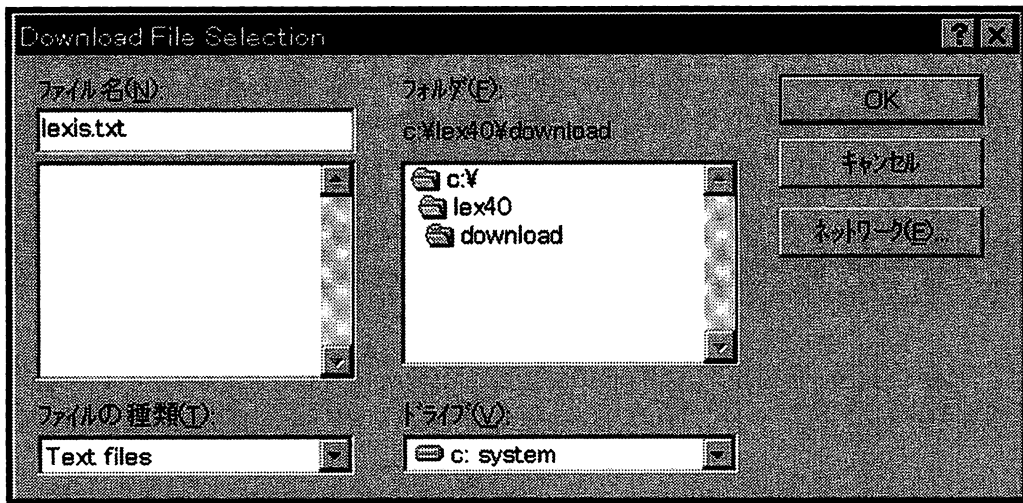 Download File Selection
ファイル名(N):
lexis.txt
フォルダ(F):
c:¥lex40¥download
c:¥
lex40
download
OK
キャンセル
ネットワーク(E)...
ファイルの種類(T):
Text files
ドライブ(V):
c: system